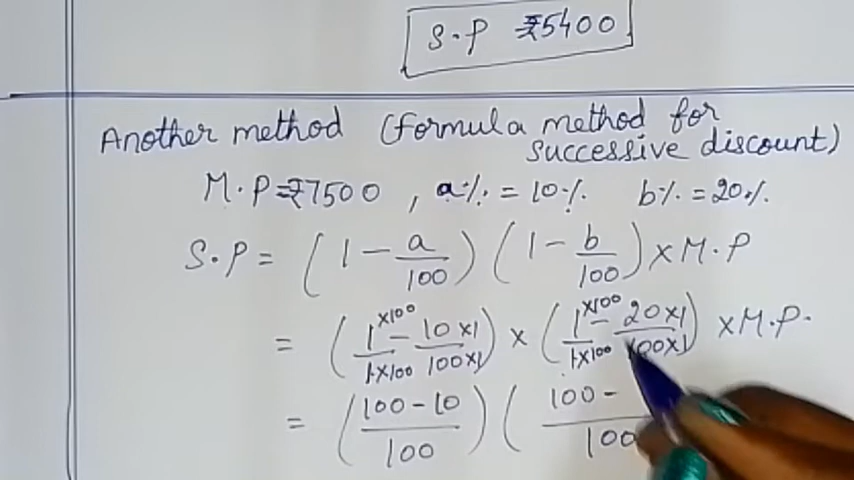 S.P ₹5400
Another method (formula method for
successive discount)
M.P=₹7500 , a% = 10% b% = 20%
S.P = (1 - a/100) (1 - b/100) × M.P
= (1×100/1×100 - 10×1/100×1) × (1×100/1×100 - 20×1/100×1) × M.P.
= (100-10/100) (100-/100